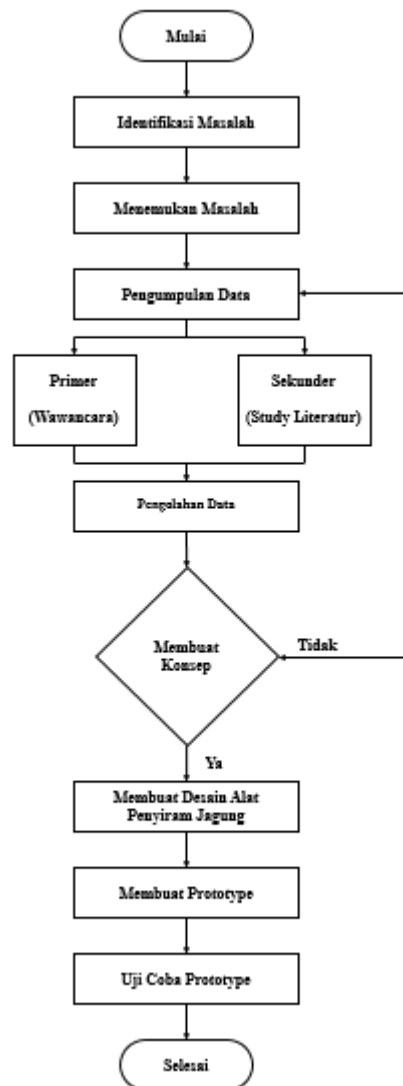 Mulai
Identifikasi Masalah
Menemukan Masalah
Pengumpulan Data
Primer
(Wawancara)
Sekunder
(Study Literatur)
Pengolahan Data
Membuat
Konsep
Tidak
Ya
Membuat Desain Alat
Penyiram Jagung
Membuat Prototype
Uji Coba Prototype
Selesai